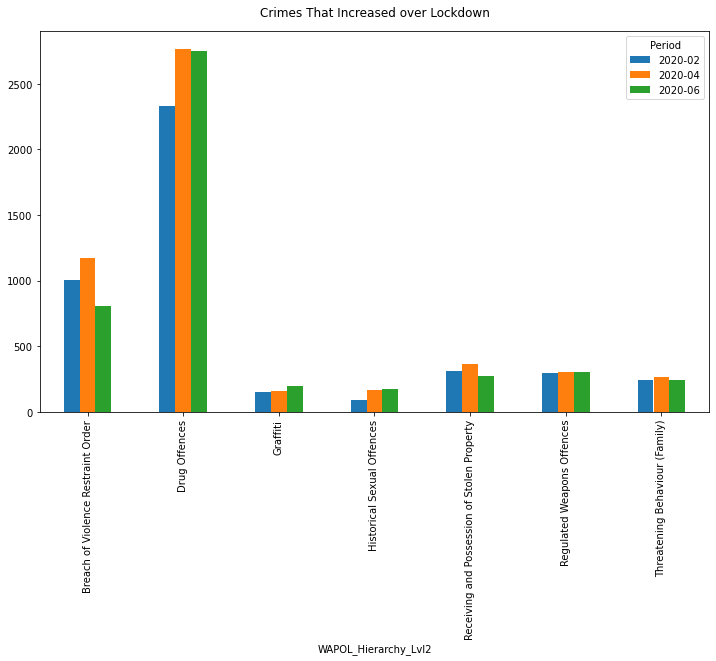 Crimes That Increased over Lockdown
Period
2020-02
2020-04
2020-06
2500
2000
1500
1000
500
0
Breach of Violence Restraint Order
Drug Offences
Graffiti
Historical Sexual Offences
Receiving and Possession of Stolen Property
Regulated Weapons Offences
Threatening Behaviour (Family)
WAPOL_Hierarchy_Lvl2